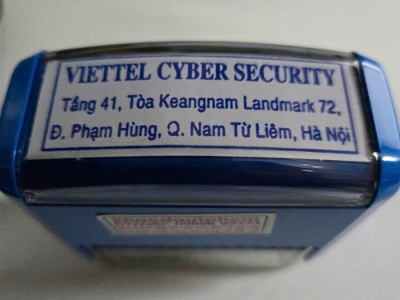 VIETTEL CYBER SECURITY
Tầng 41, Tòa Keangnam Landmark 72,
Đ. Phạm Hùng, Q. Nam Từ Liêm, Hà Nội